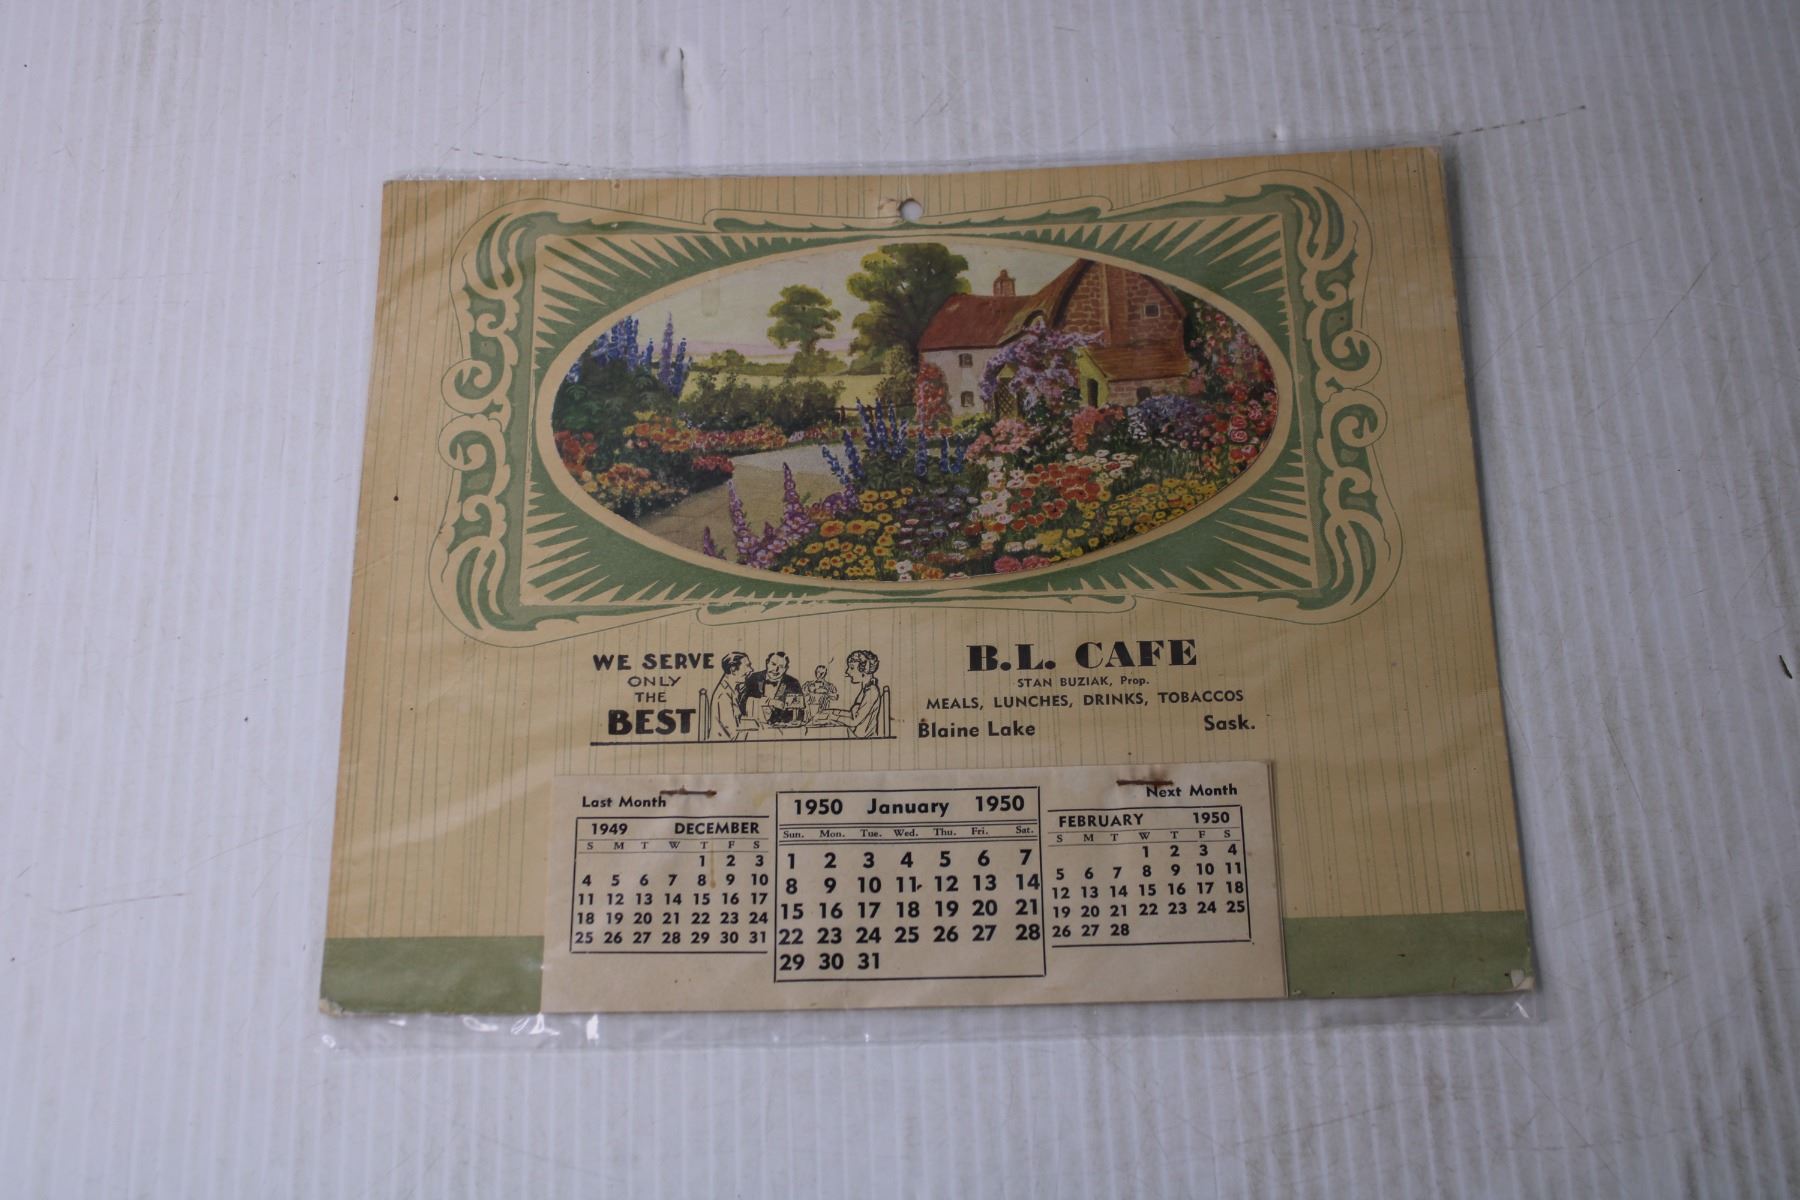 WE SERVE
ONLY
THE
BEST
B.L. CAFE
STAN BUZIAK, Prop.
MEALS, LUNCHES, DRINKS, TOBACCOS
Blaine Lake Sask.
Last Month
1949 DECEMBER
S M T W T F S
1 2 3
4 5 6 7 8 9 10
11 12 13 14 15 16 17
18 19 20 21 22 23 24
25 26 27 28 29 30 31
1950 January 1950
Sun. Mon. Tue. Wed. Thu. Fri. Sat.
1 2 3 4 5 6 7
8 9 10 11 12 13 14
15 16 17 18 19 20 21
22 23 24 25 26 27 28
29 30 31
Next Month
FEBRUARY 1950
S M T W T F S
1 2 3 4
5 6 7 8 9 10 11
12 13 14 15 16 17 18
19 20 21 22 23 24 25
26 27 28